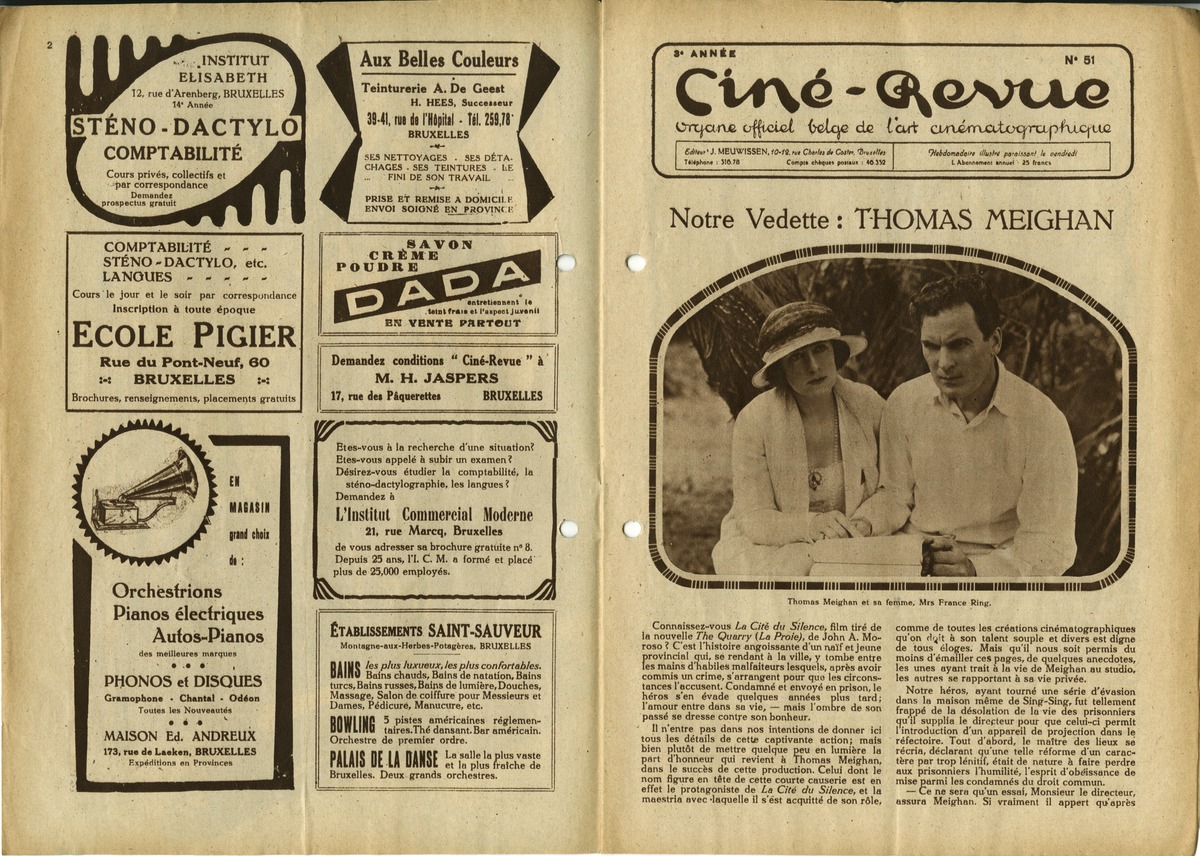 2
INSTITUT
ELISABETH
12, rue d'Arenberg, BRUXELLES
14e Année
STÉNO-DACTYLO
COMPTABILITÉ
Cours privés, collectifs et
par correspondance
Demandez
prospectus gratuit
COMPTABILITÉ - - -
STÉNO-DACTYLO, etc.
LANGUES - - - - -
Cours le jour et le soir par correspondance
Inscription à toute époque
ECOLE PIGIER
Rue du Pont-Neuf, 60
BRUXELLES
Brochures, renseignements, placements gratuits
EN
MAGASIN
grand choix
de :
Orchestrions
Pianos électriques
Autos-Pianos
des meilleures marques
PHONOS et DISQUES
Gramophone - Chantal - Odéon
Toutes les Nouveautés
MAISON Ed. ANDREUX
173, rue de Laeken, BRUXELLES
Expéditions en Provinces
Aux Belles Couleurs
Teinturerie A. De Geest
H. HEES, Successeur
39-41, rue de l'Hôpital - Tél. 259,78
BRUXELLES
SES NETTOYAGES - SES DÉTA-
CHAGES - SES TEINTURES - LE
FINI DE SON TRAVAIL
PRISE ET REMISE A DOMICILE
ENVOI SOIGNÉ EN PROVINCE
SAVON
CRÈME
POUDRE
DADA
entretiennent le
teint frais et l'aspect juvenil
EN VENTE PARTOUT
Demandez conditions " Ciné-Revue " à
M. H. JASPERS
17, rue des Pâquerettes BRUXELLES
Etes-vous à la recherche d'une situation?
Etes-vous appelé à subir un examen?
Désirez-vous étudier la comptabilité, la
sténo-dactylographie, les langues?
Demandez à
L'Institut Commercial Moderne
21, rue Marcq, Bruxelles
de vous adresser sa brochure gratuite n° 8.
Depuis 25 ans, l'I. C. M. a formé et placé
plus de 25,000 employés.
ÉTABLISSEMENTS SAINT-SAUVEUR
Montagne-aux-Herbes-Potagères, BRUXELLES
BAINS les plus luxueux, les plus confortables.
Bains chauds, Bains de natation, Bains
turcs, Bains russes, Bains de lumière, Douches,
Massage, Salon de coiffure pour Messieurs et
Dames, Pédicure, Manucure, etc.
BOWLING 5 pistes américaines réglemen-
taires. Thé dansant. Bar américain.
Orchestre de premier ordre.
PALAIS DE LA DANSE La salle la plus vaste
et la plus fraîche de
Bruxelles. Deux grands orchestres.
3e ANNÉE
N° 51
Ciné-Revue
Organe officiel belge de l'art cinématographique
Editeur : J. MEUWISSEN, 10-12, rue Charles de Coster, Bruxelles
Téléphone : 316.78 Compte chèques postaux : 46.552
Hebdomadaire illustré paraissant le vendredi
L'Abonnement annuel : 25 francs
Notre Vedette : THOMAS MEIGHAN
Thomas Meighan et sa femme, Mrs France Ring.
Connaissez-vous La Cité du Silence, film tiré de
la nouvelle The Quarry (La Proie), de John A. Mo-
roso ? C'est l'histoire angoissante d'un naïf et jeune
provincial qui, se rendant à la ville, y tombe entre
les mains d'habiles malfaiteurs lesquels, après avoir
commis un crime, s'arrangent pour que les circons-
tances l'accusent. Condamné et envoyé en prison, le
héros s'en évade quelques années plus tard ;
l'amour entre dans sa vie, — mais l'ombre de son
passé se dresse contre son bonheur.
Il n'entre pas dans nos intentions de donner ici
tous les détails de cette captivante action ; mais
bien plutôt de mettre quelque peu en lumière la
part d'honneur qui revient à Thomas Meighan,
dans le succès de cette production. Celui dont le
nom figure en tête de cette courte causerie est en
effet le protagoniste de La Cité du Silence, et la
maestria avec laquelle il s'est acquitté de son rôle,
comme de toutes les créations cinématographiques
qu'on doit à son talent souple et divers est digne
de tous éloges. Mais qu'il nous soit permis du
moins d'émailler ces pages, de quelques anecdotes,
les unes ayant trait à la vie de Meighan au studio,
les autres se rapportant à sa vie privée.
Notre héros, ayant tourné une série d'évasion
dans la maison même de Sing-Sing, fut tellement
frappé de la désolation de la vie des prisonniers
qu'il supplia le directeur pour que celui-ci permit
l'introduction d'un appareil de projection dans le
réfectoire. Tout d'abord, le maître des lieux se
récria, déclarant qu'une telle réforme d'un carac-
tère par trop lénitif, était de nature à faire perdre
aux prisonniers l'humilité, l'esprit d'obéissance de
mise parmi les condamnés du droit commun.
— Ce ne sera qu'un essai, Monsieur le directeur,
assura Meighan. Si vraiment il appert qu'après